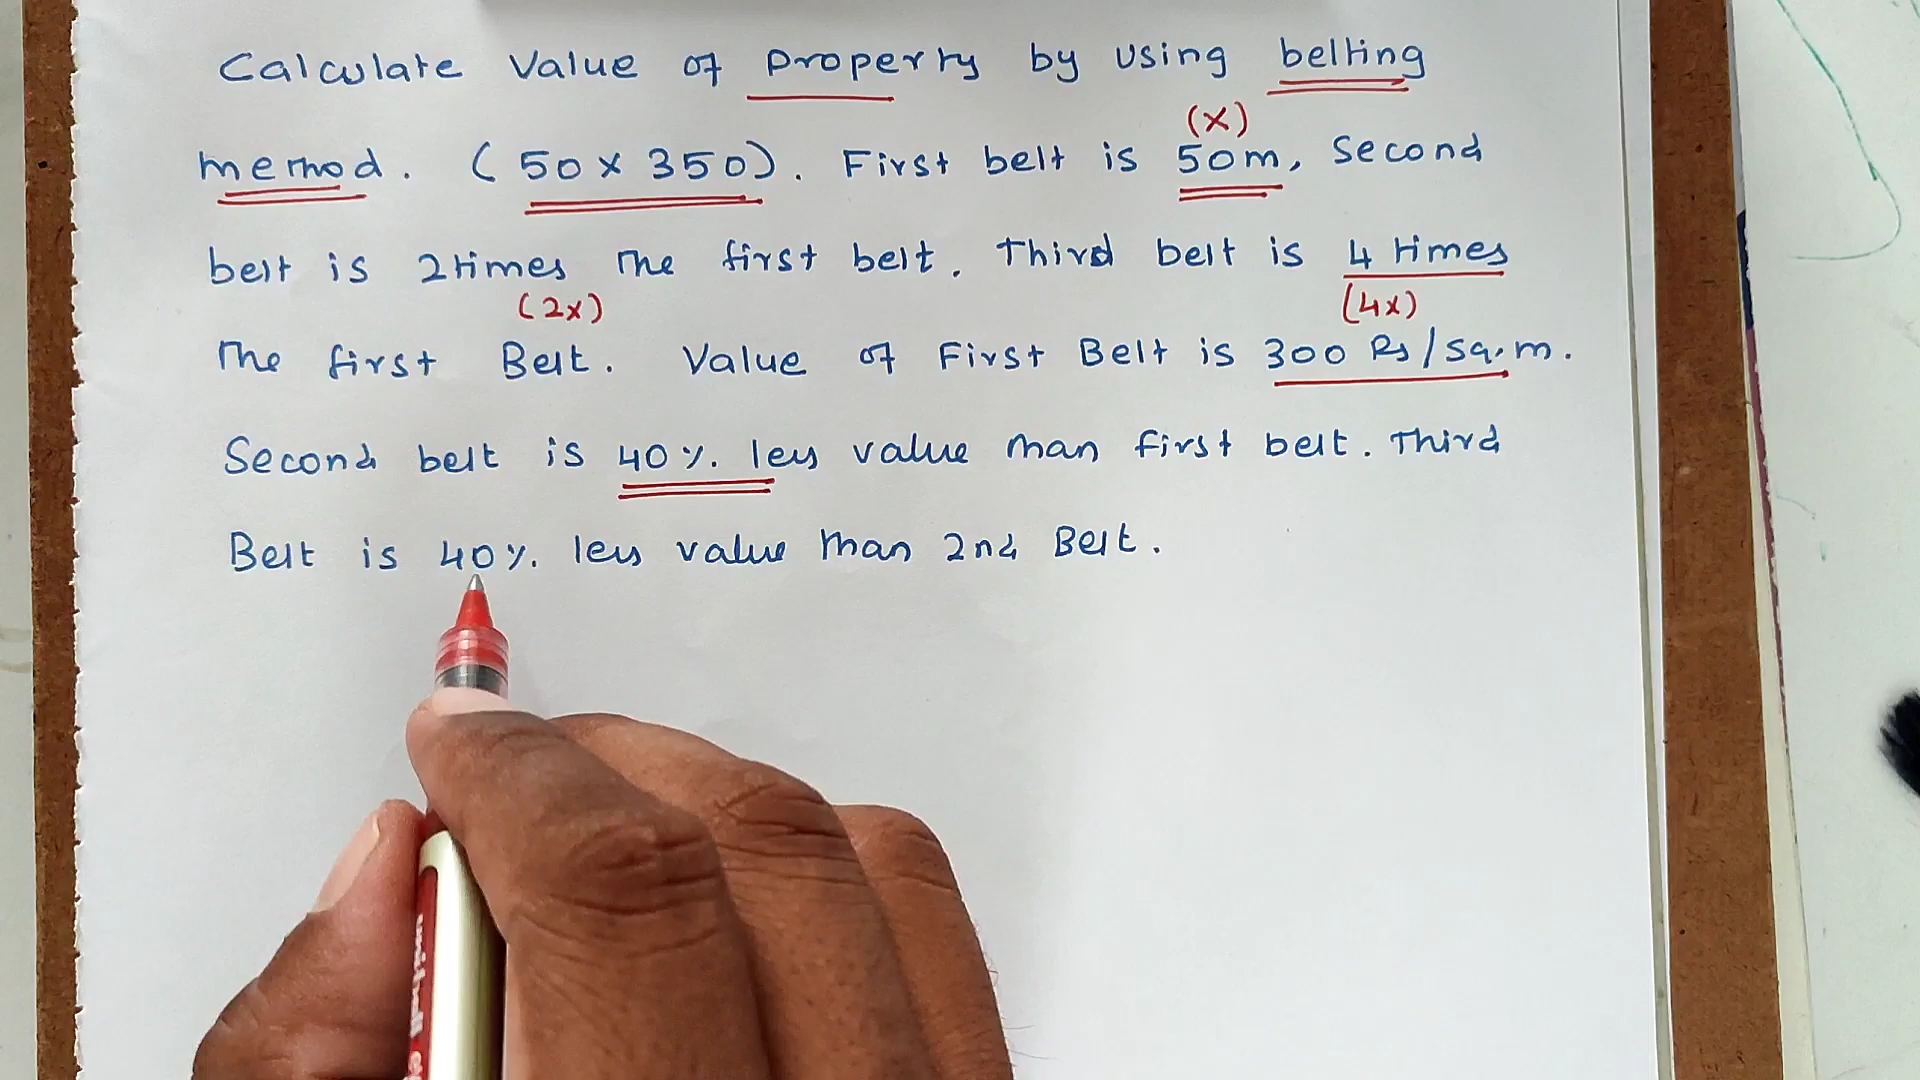 Calculate Value of Property by using belting
(x)
method. (50 x 350). First belt is 50m, Second
belt is 2 times The first belt. Third belt is 4 times
(2x) (4x)
The first Belt. Value of First Belt is 300 Rs/sq.m.
Second belt is 40%. less value than first belt. Third
Belt is 40%. less value than 2nd Belt.